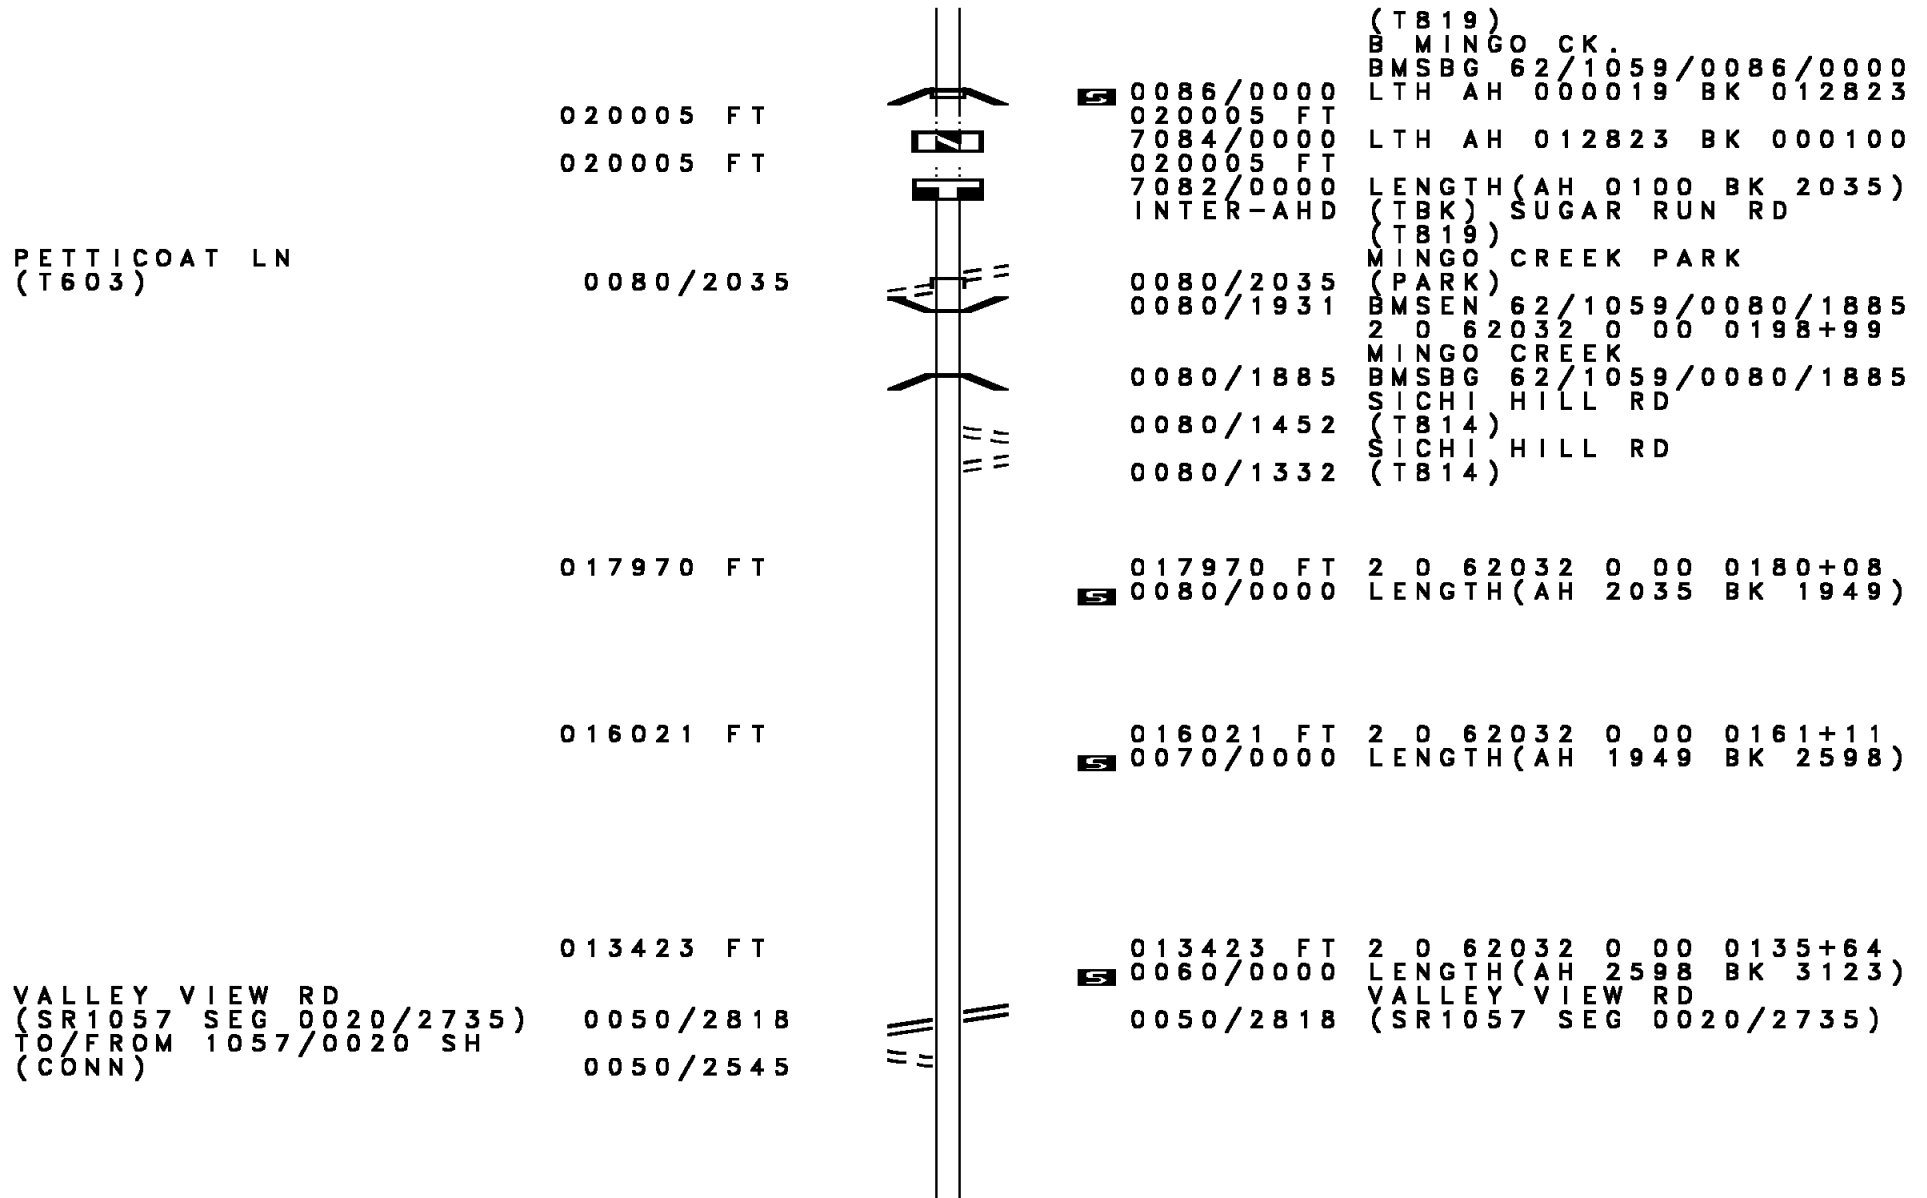 (T819)
B MINGO CK.
BMSBG 62/1059/0086/0000
S 0086/0000 LTH AH 000019 BK 012823
020005 FT 020005 FT
7084/0000 LTH AH 012823 BK 000100
020005 FT 020005 FT
7082/0000 LENGTH(AH 0100 BK 2035)
INTER-AHD (TBK) SUGAR RUN RD
(T819)
PETTICOAT LN MINGO CREEK PARK
(T603) 0080/2035 0080/2035 (PARK)
0080/1931 BMSEN 62/1059/0080/1885
2 0 62032 0 00 0198+99
MINGO CREEK
0080/1885 BMSBG 62/1059/0080/1885
SICHI HILL RD
0080/1452 (T814)
SICHI HILL RD
0080/1332 (T814)
017970 FT 017970 FT 2 0 62032 0 00 0180+08
S 0080/0000 LENGTH(AH 2035 BK 1949)
016021 FT 016021 FT 2 0 62032 0 00 0161+11
S 0070/0000 LENGTH(AH 1949 BK 2598)
013423 FT 013423 FT 2 0 62032 0 00 0135+64
S 0060/0000 LENGTH(AH 2598 BK 3123)
VALLEY VIEW RD VALLEY VIEW RD
(SR1057 SEG 0020/2735) 0050/2818 0050/2818 (SR1057 SEG 0020/2735)
TO/FROM 1057/0020 SH
(CONN) 0050/2545